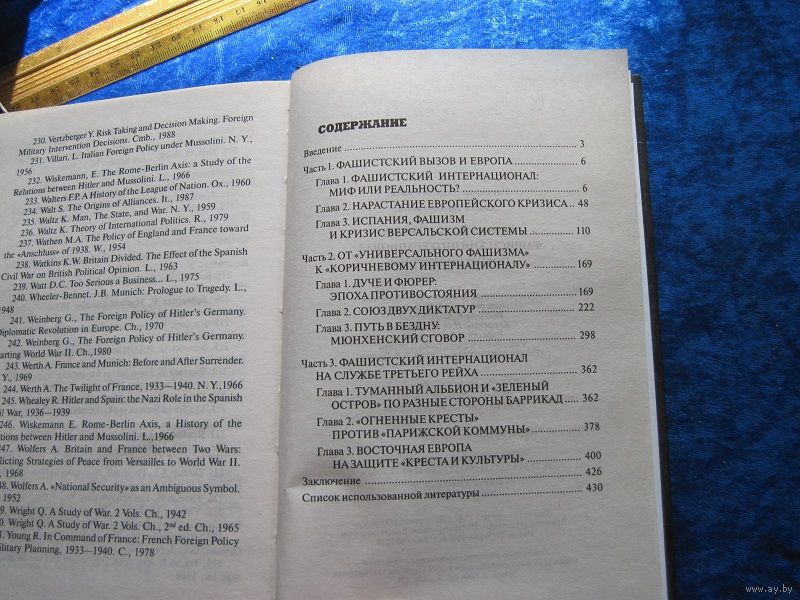 230. Vertzberger Y. Risk Taking and Decision Making. Foreign
Military Intervention Decisions. Cmb., 1988
231. Villari, L. Italian Foreign Policy under Mussolini. N. Y.,
1956
232. Wiskemann, E. The Rome-Berlin Axis: a Study of the
Relations between Hitler and Mussolini. L., 1966
233. Walters F.P. A History of the League of Nation. Ox., 1960
234. Walt S. The Origins of Alliances. It., 1987
235. Waltz K. Man, The State, and War. N. Y., 1959
236. Waltz K. Theory of International Politics. R., 1979
237. Wathen M.A. The Policy of England and France toward
the «Anschluss» of 1938. W., 1954
238. Watkins K.W. Britain Divided. The Effect of the Spanish
Civil War on British Political Opinion. L., 1963
239. Watt D.C. Too Serious a Business... L., 1975
240. Wheeler-Bennet. J.B. Munich: Prologue to Tragedy. L.,
1948
241. Weinberg G., The Foreign Policy of Hitler's Germany.
Diplomatic Revolution in Europe. Ch., 1970
242. Weinberg G., The Foreign Policy of Hitler's Germany.
arting World War II. Ch.,1980
243. Werth A. France and Munich: Before and After Surrender.
Y., 1969
244. Werth A. The Twilight of France, 1933—1940. N. Y.,1966
245. Whealey R. Hitler and Spain: the Nazi Role in the Spanish
vil War, 1936—1939
246. Wiskemann E. Rome-Berlin Axis, a History of the
lations between Hitler and Mussolini. L.,1966
247. Wolfers A. Britain and France between Two Wars:
flicting Strategies of Peace from Versailles to World War II.
, 1968
48. Wolfers A. «National Security» as an Ambiguous Symbol.
1952
9. Wright Q. A Study of War. 2 Vols. Ch., 1942
0. Wright Q. A Study of War. 2 Vols. Ch., 2nd ed. Ch., 1965
1. Young R. In Command of France: French Foreign Policy
ilitary Planning, 1933—1940. C., 1978
СОДЕРЖАНИЕ
Введение 3
Часть 1. ФАШИСТСКИЙ ВЫЗОВ И ЕВРОПА 6
Глава 1. ФАШИСТСКИЙ ИНТЕРНАЦИОНАЛ:
МИФ ИЛИ РЕАЛЬНОСТЬ? 6
Глава 2. НАРАСТАНИЕ ЕВРОПЕЙСКОГО КРИЗИСА.. 48
Глава 3. ИСПАНИЯ, ФАШИЗМ
И КРИЗИС ВЕРСАЛЬСКОЙ СИСТЕМЫ 110
Часть 2. ОТ «УНИВЕРСАЛЬНОГО ФАШИЗМА»
К «КОРИЧНЕВОМУ ИНТЕРНАЦИОНАЛУ» 169
Глава 1. ДУЧЕ И ФЮРЕР:
ЭПОХА ПРОТИВОСТОЯНИЯ 169
Глава 2. СОЮЗ ДВУХ ДИКТАТУР 222
Глава 3. ПУТЬ В БЕЗДНУ:
МЮНХЕНСКИЙ СГОВОР 298
Часть 3. ФАШИСТСКИЙ ИНТЕРНАЦИОНАЛ
НА СЛУЖБЕ ТРЕТЬЕГО РЕЙХА 362
Глава 1. ТУМАННЫЙ АЛЬБИОН И «ЗЕЛЕНЫЙ
ОСТРОВ» ПО РАЗНЫЕ СТОРОНЫ БАРРИКАД 362
Глава 2. «ОГНЕННЫЕ КРЕСТЫ»
ПРОТИВ «ПАРИЖСКОЙ КОММУНЫ» 378
Глава 3. ВОСТОЧНАЯ ЕВРОПА
НА ЗАЩИТЕ «КРЕСТА И КУЛЬТУРЫ» 400
Заключение 426
Список использованной литературы 430
www.ay.by